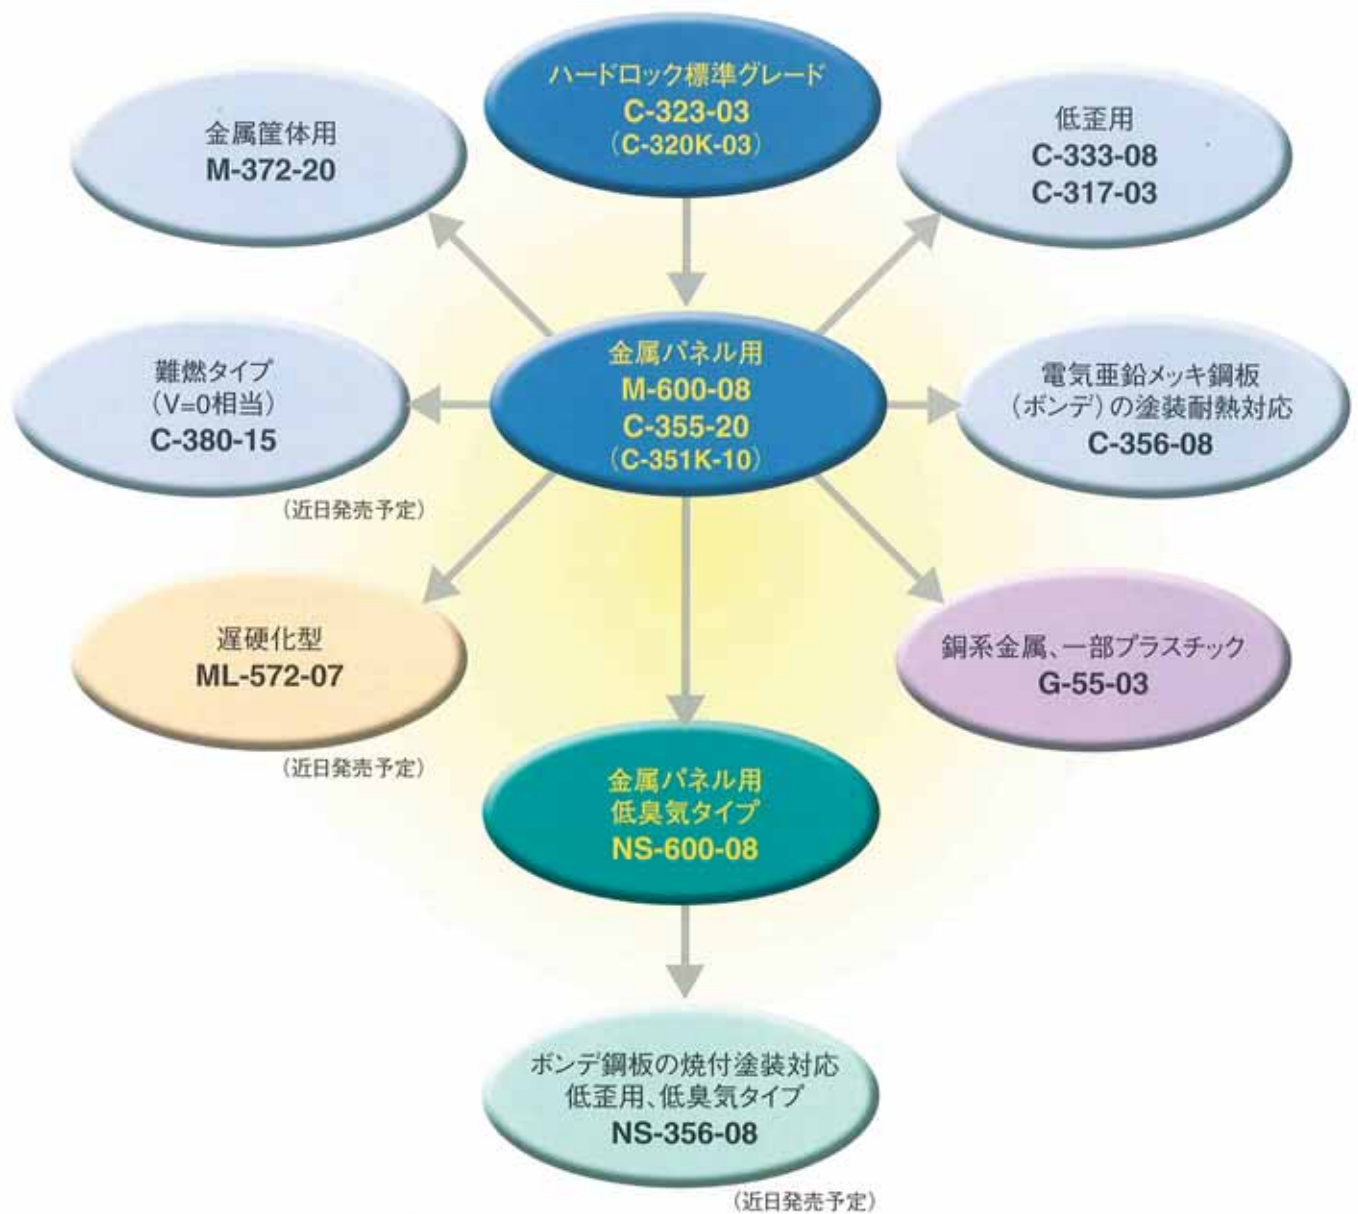 ハードロック標準グレード
C-323-03
(C-320K-03)
金属筐体用
M-372-20
低歪用
C-333-08
C-317-03
金属パネル用
M-600-08
C-355-20
(C-351K-10)
難燃タイプ
(V=0相当)
C-380-15
(近日発売予定)
電気亜鉛メッキ鋼板
(ボンデ)の塗装耐熱対応
C-356-08
遅硬化型
ML-572-07
(近日発売予定)
銅系金属、一部プラスチック
G-55-03
金属パネル用
低臭気タイプ
NS-600-08
ボンデ鋼板の焼付塗装対応
低歪用、低臭気タイプ
NS-356-08
(近日発売予定)